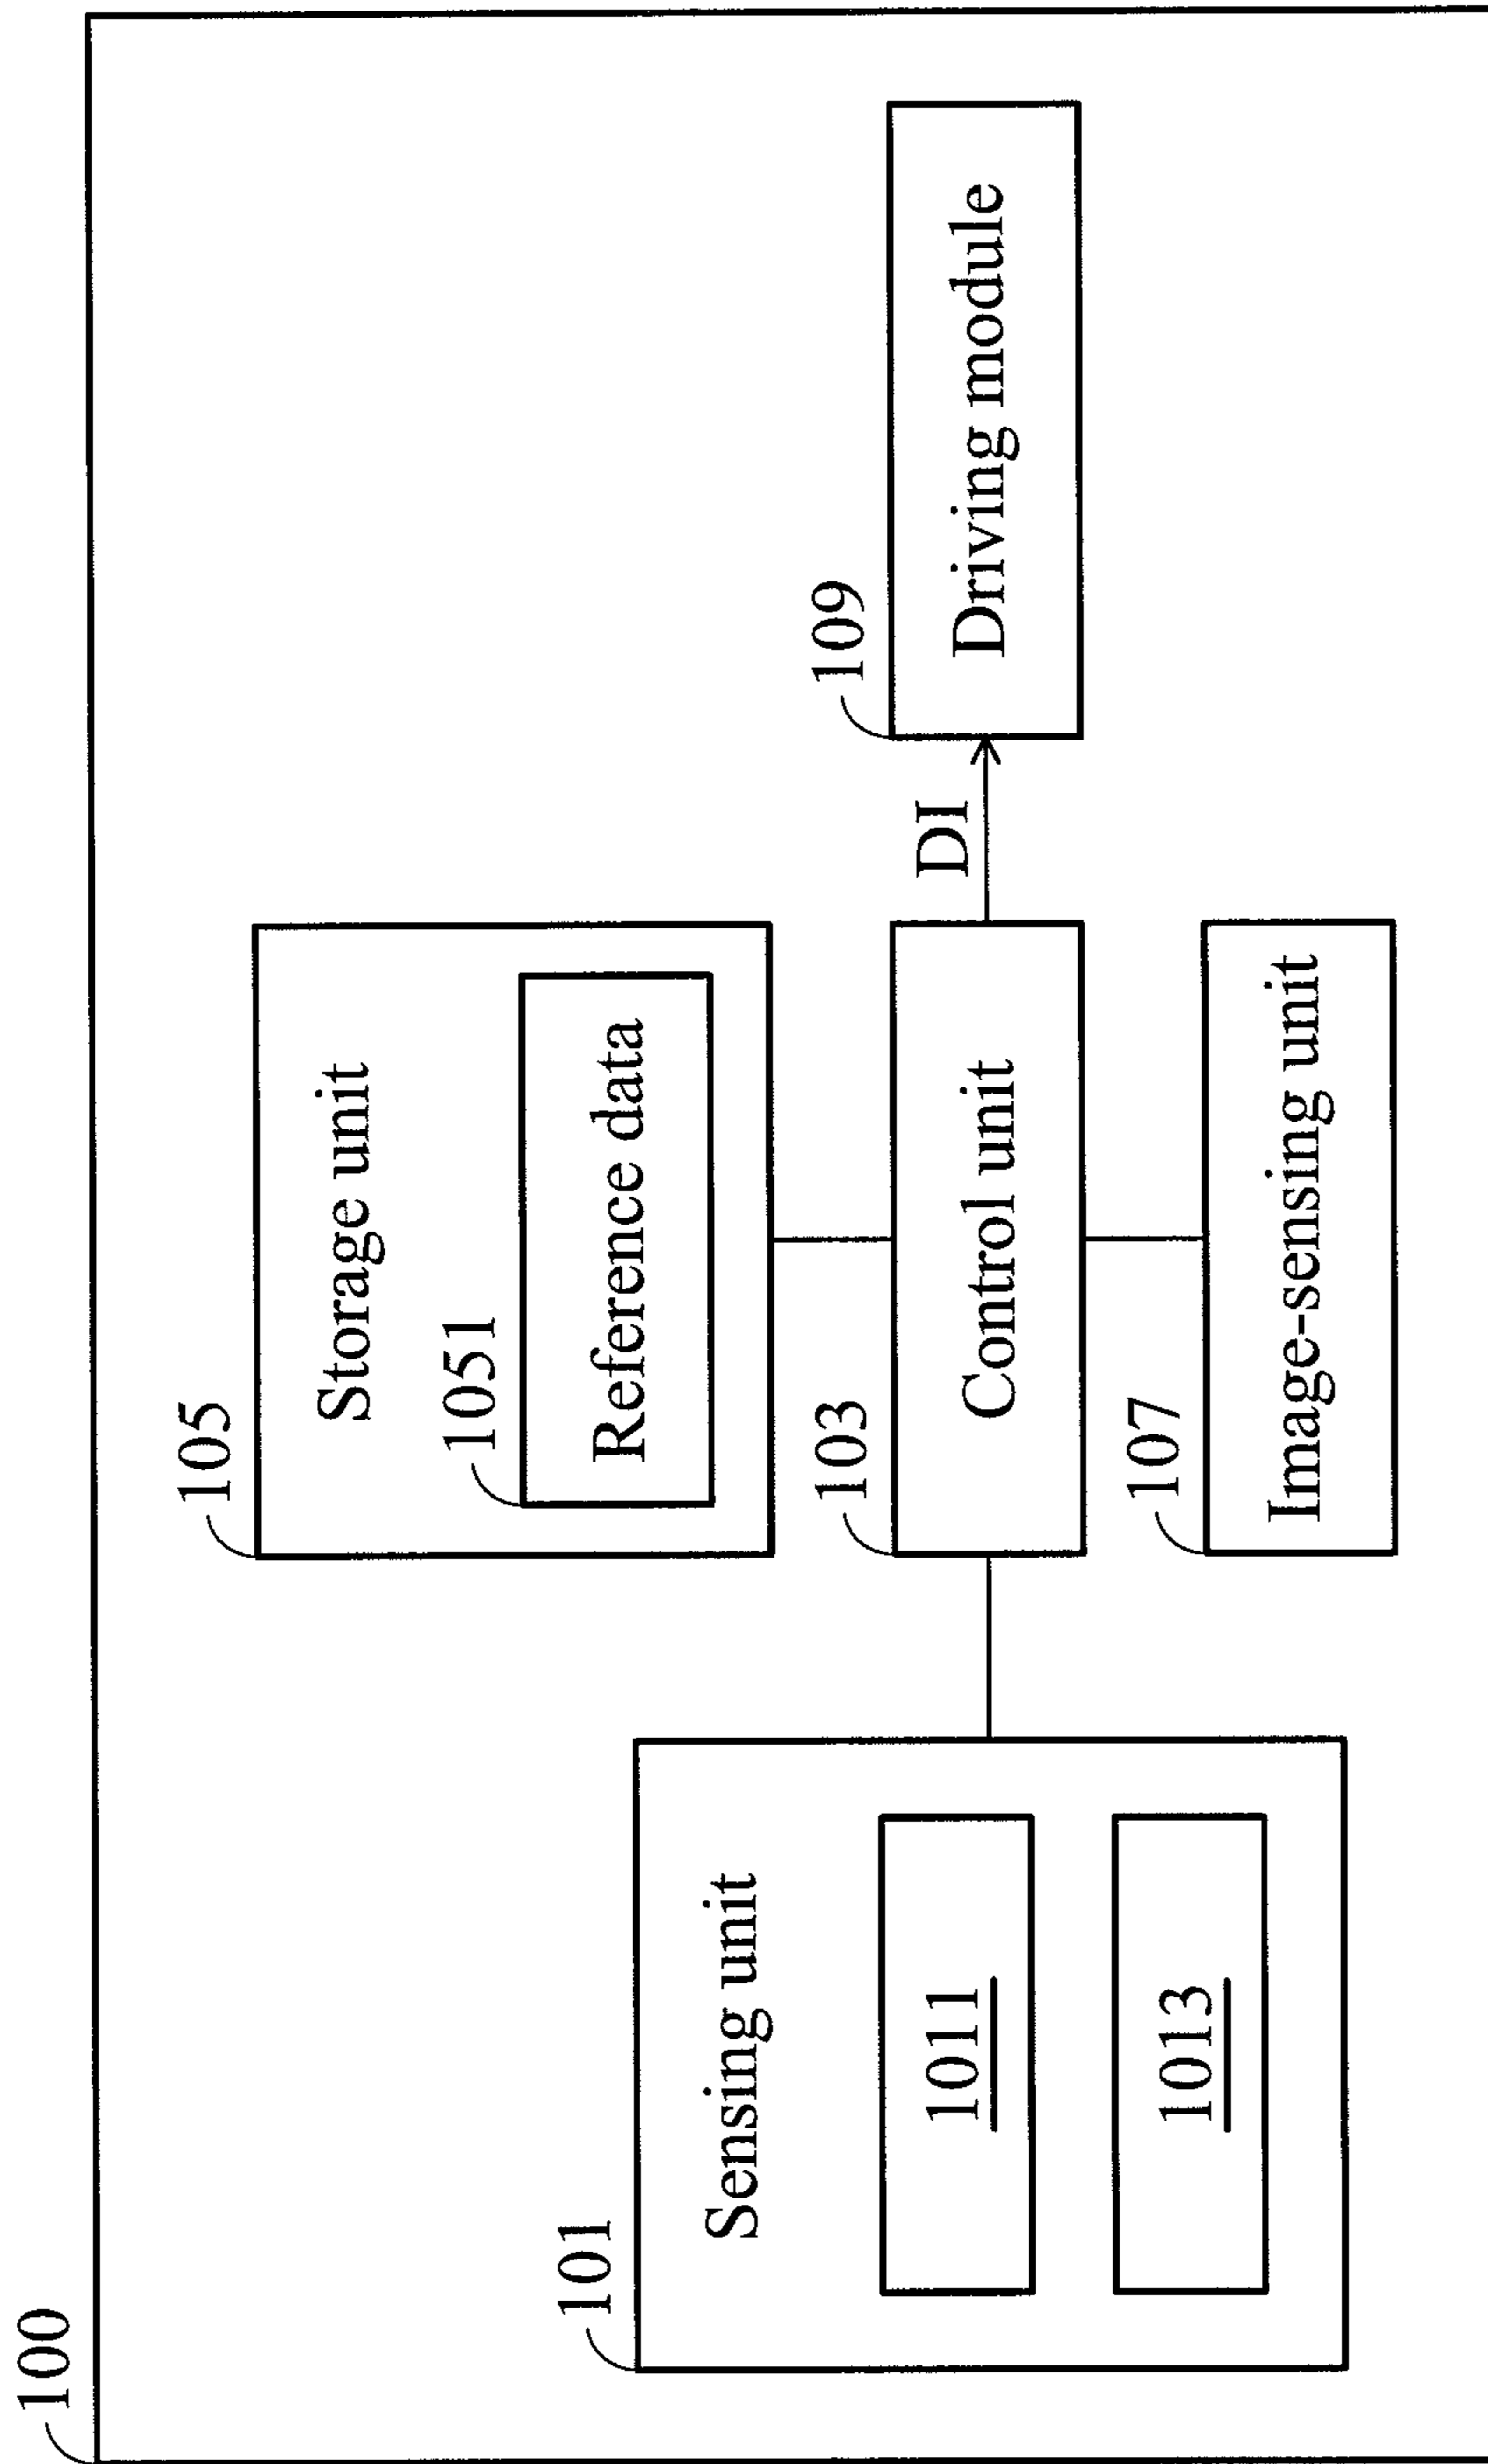 100
105
Storage unit
1051
Reference data
101
Sensing unit
1011
1013
103
Control unit
DI
109
Driving module
107
Image-sensing unit